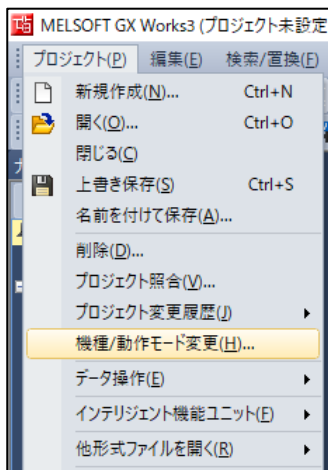 MELSOFT GX Works3 (プロジェクト未設定
プロジェクト(P) 編集(E) 検索/置換(F)
新規作成(N)... Ctrl+N
開く(O)... Ctrl+O
閉じる(C)
上書き保存(S) Ctrl+S
名前を付けて保存(A)...
削除(D)...
プロジェクト照合(V)...
プロジェクト変更履歴(J)
機種/動作モード変更(H)...
データ操作(E)
インテリジェント機能ユニット(F)
他形式ファイルを開く(R)